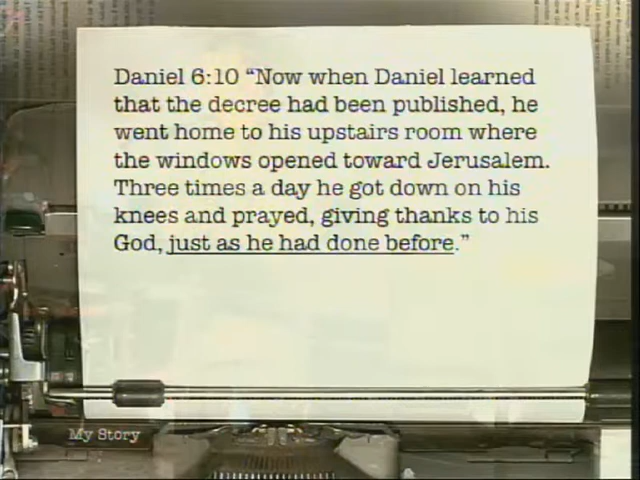 Daniel 6:10 “Now when Daniel learned
that the decree had been published, he
went home to his upstairs room where
the windows opened toward Jerusalem.
Three times a day he got down on his
knees and prayed, giving thanks to his
God, just as he had done before.”
My Story